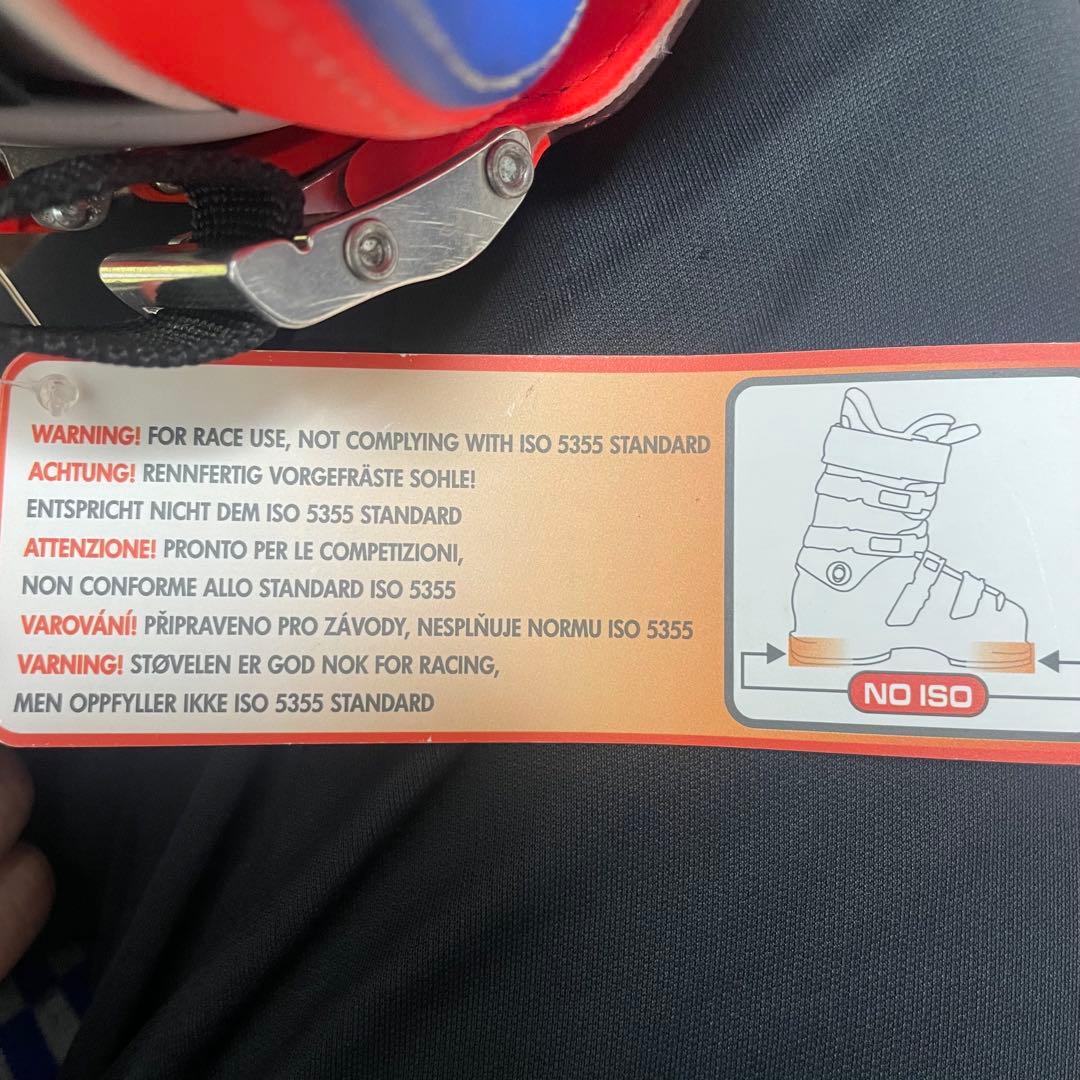 WARNING! FOR RACE USE, NOT COMPLYING WITH ISO 5355 STANDARD
ACHTUNG! RENNFERTIG VORGEFRÄSTE SOHLE!
ENTSPRICHT NICHT DEM ISO 5355 STANDARD
ATTENZIONE! PRONTO PER LE COMPETIZIONI,
NON CONFORME ALLO STANDARD ISO 5355
VAROVÁNÍ! PŘIPRAVENO PRO ZÁVODY, NESPLŇUJE NORMU ISO 5355
VARNING! STØVELEN ER GOD NOK FOR RACING,
MEN OPPFYLLER IKKE ISO 5355 STANDARD
NO ISO